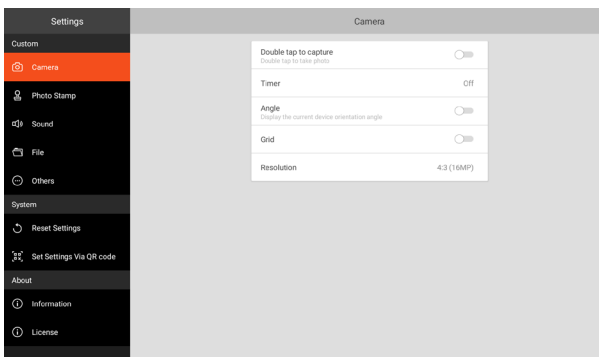 Settings
Camera
Custom
Camera
Photo Stamp
Sound
File
Others
System
Reset Settings
Set Settings Via QR code
About
Information
License
Double tap to capture
Double tap to take photo
Timer Off
Angle
Display the current device orientation angle
Grid
Resolution 4:3 (16MP)